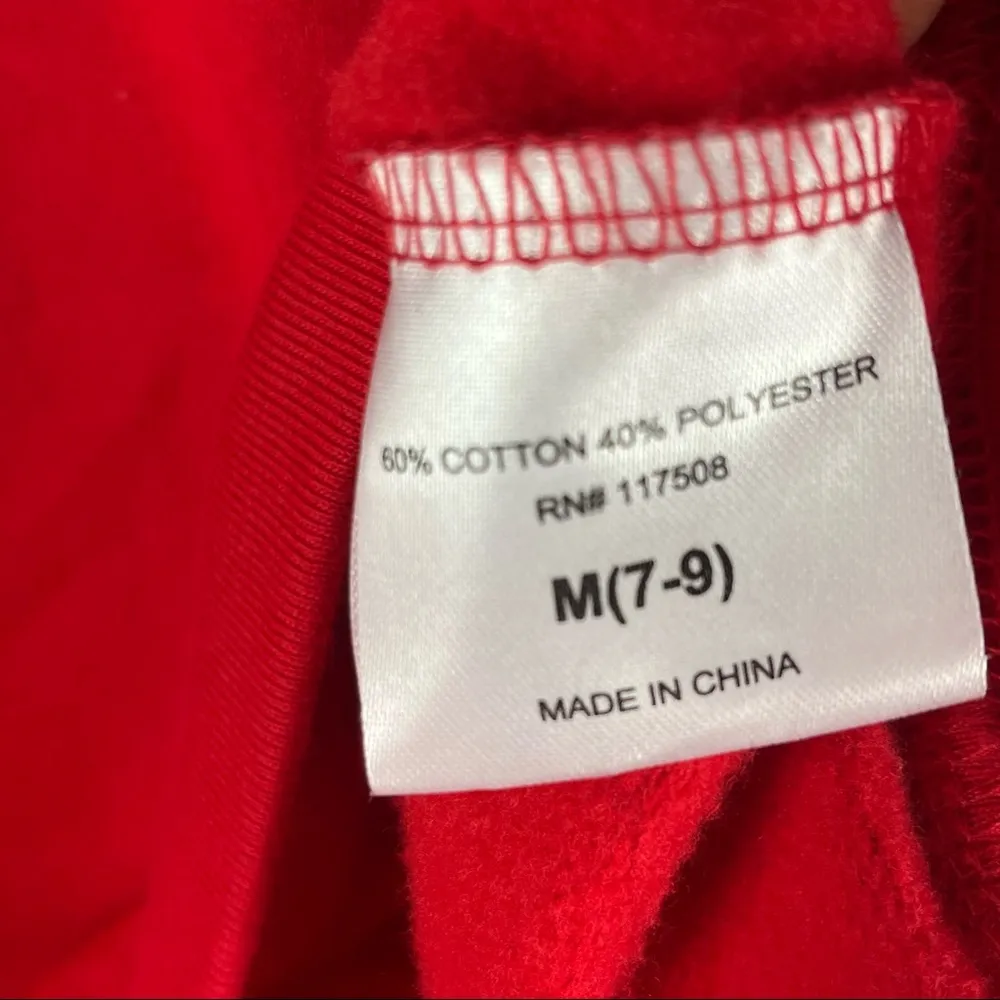 60% COTTON 40% POLYESTER
RN# 117508
M(7-9)
MADE IN CHINA